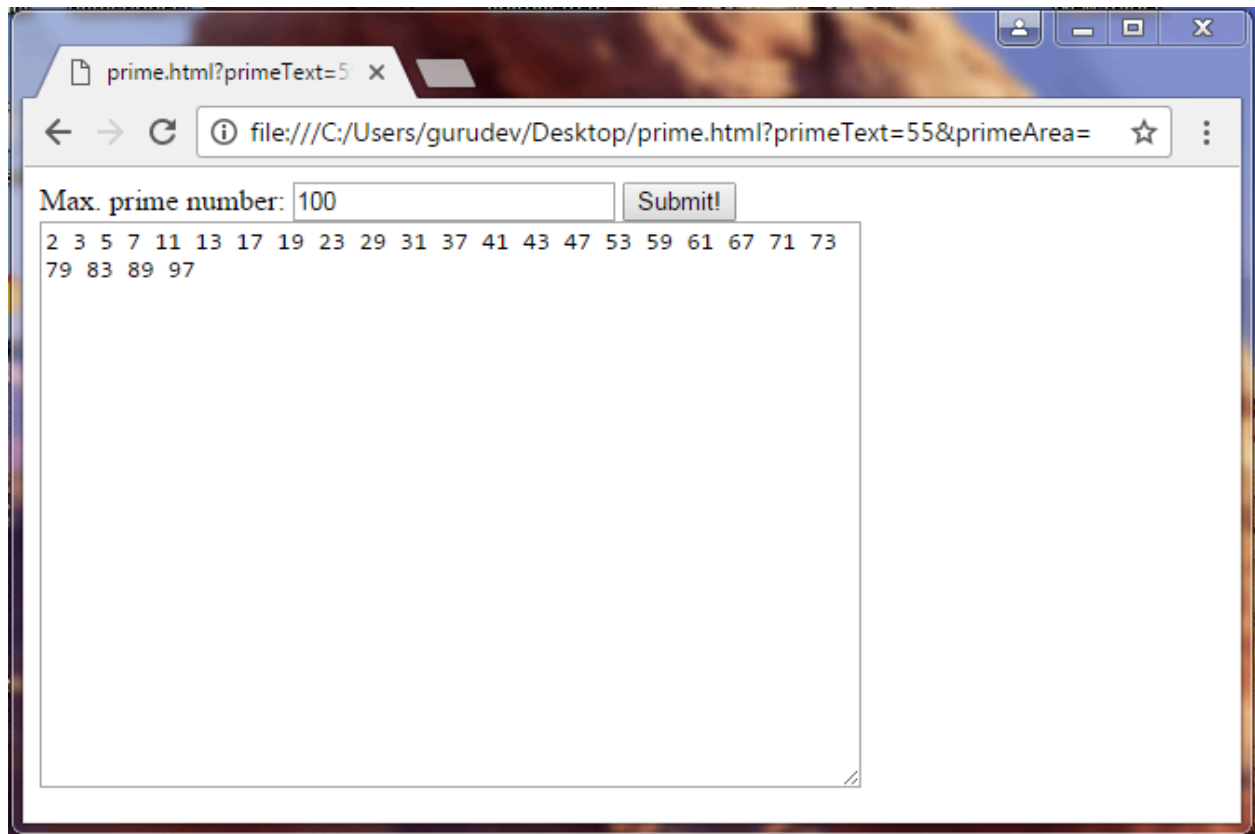 prime.html?primeText=5
file:///C:/Users/gurudev/Desktop/prime.html?primeText=55&primeArea=
Max. prime number: 100 Submit!
2 3 5 7 11 13 17 19 23 29 31 37 41 43 47 53 59 61 67 71 73
79 83 89 97